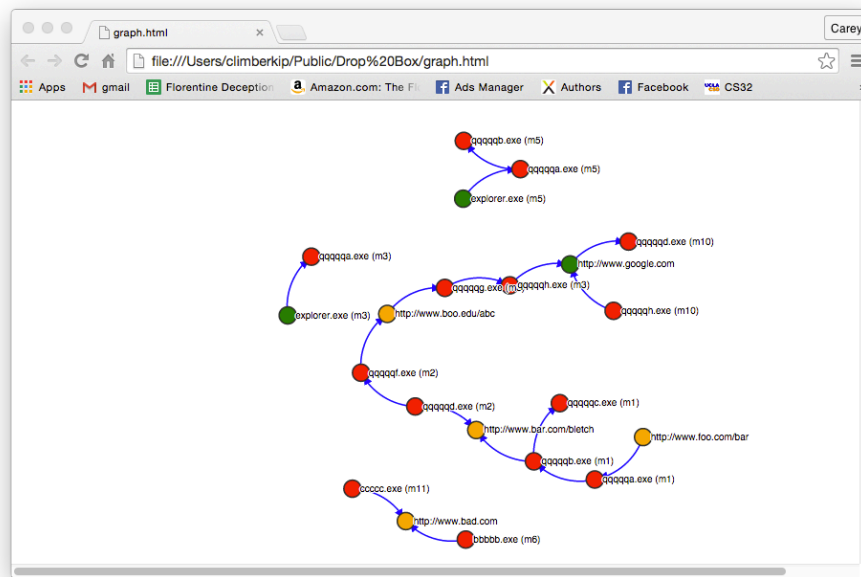 graph.html
Carey
file:///Users/climberkip/Public/Drop%20Box/graph.html
Apps gmail Florentine Deception Amazon.com: The Fl Ads Manager Authors Facebook UCLA CS32
qqqqqb.exe (m5)
qqqqqa.exe (m5)
explorer.exe (m5)
qqqqqd.exe (m10)
qqqqqa.exe (m3)
http://www.google.com
qqqqqg.exe
qqqqqh.exe (m3)
qqqqqh.exe (m10)
explorer.exe (m3)
http://www.boo.edu/abc
qqqqqf.exe (m2)
qqqqqd.exe (m2)
qqqqqc.exe (m1)
http://www.bar.com/bletch
http://www.foo.com/bar
qqqqqb.exe (m1)
qqqqqa.exe (m1)
ccccc.exe (m11)
http://www.bad.com
bbbbb.exe (m6)